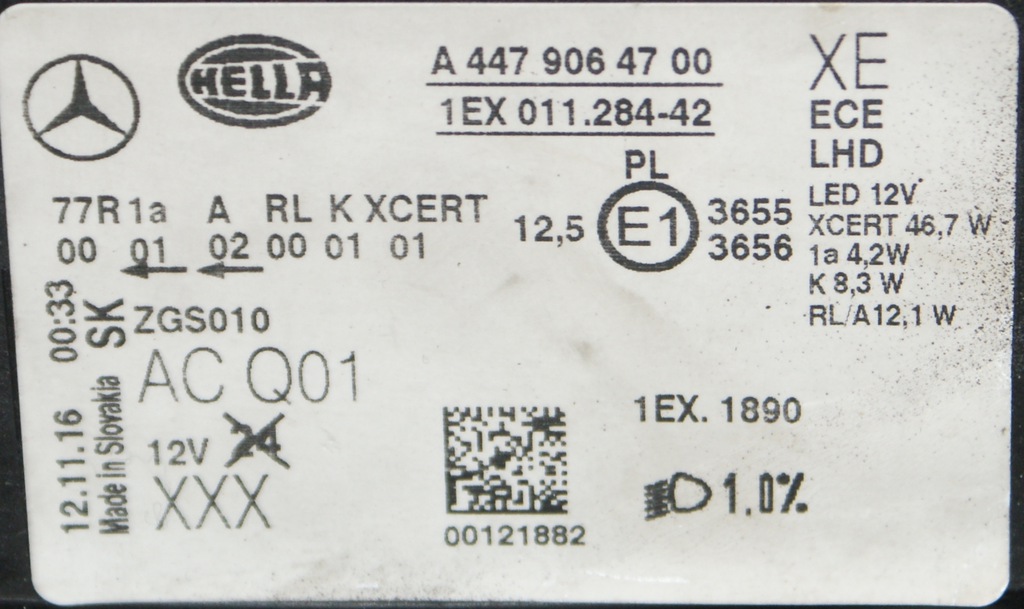 HELLA
A 447 906 47 00
1EX 011.284-42
XE
ECE
LHD
PL
12,5 E1 3655
3656
LED 12V
XCERT 46,7 W
1a 4,2W
K 8,3 W
RL/A12,1 W
77R 1a A RL K XCERT
00 01 02 00 01 01
12.11.16 00:33
Made in Slovakia SK
ZGS010
AC Q01
12V 24
XXX
00121882
1EX. 1890
1.0%